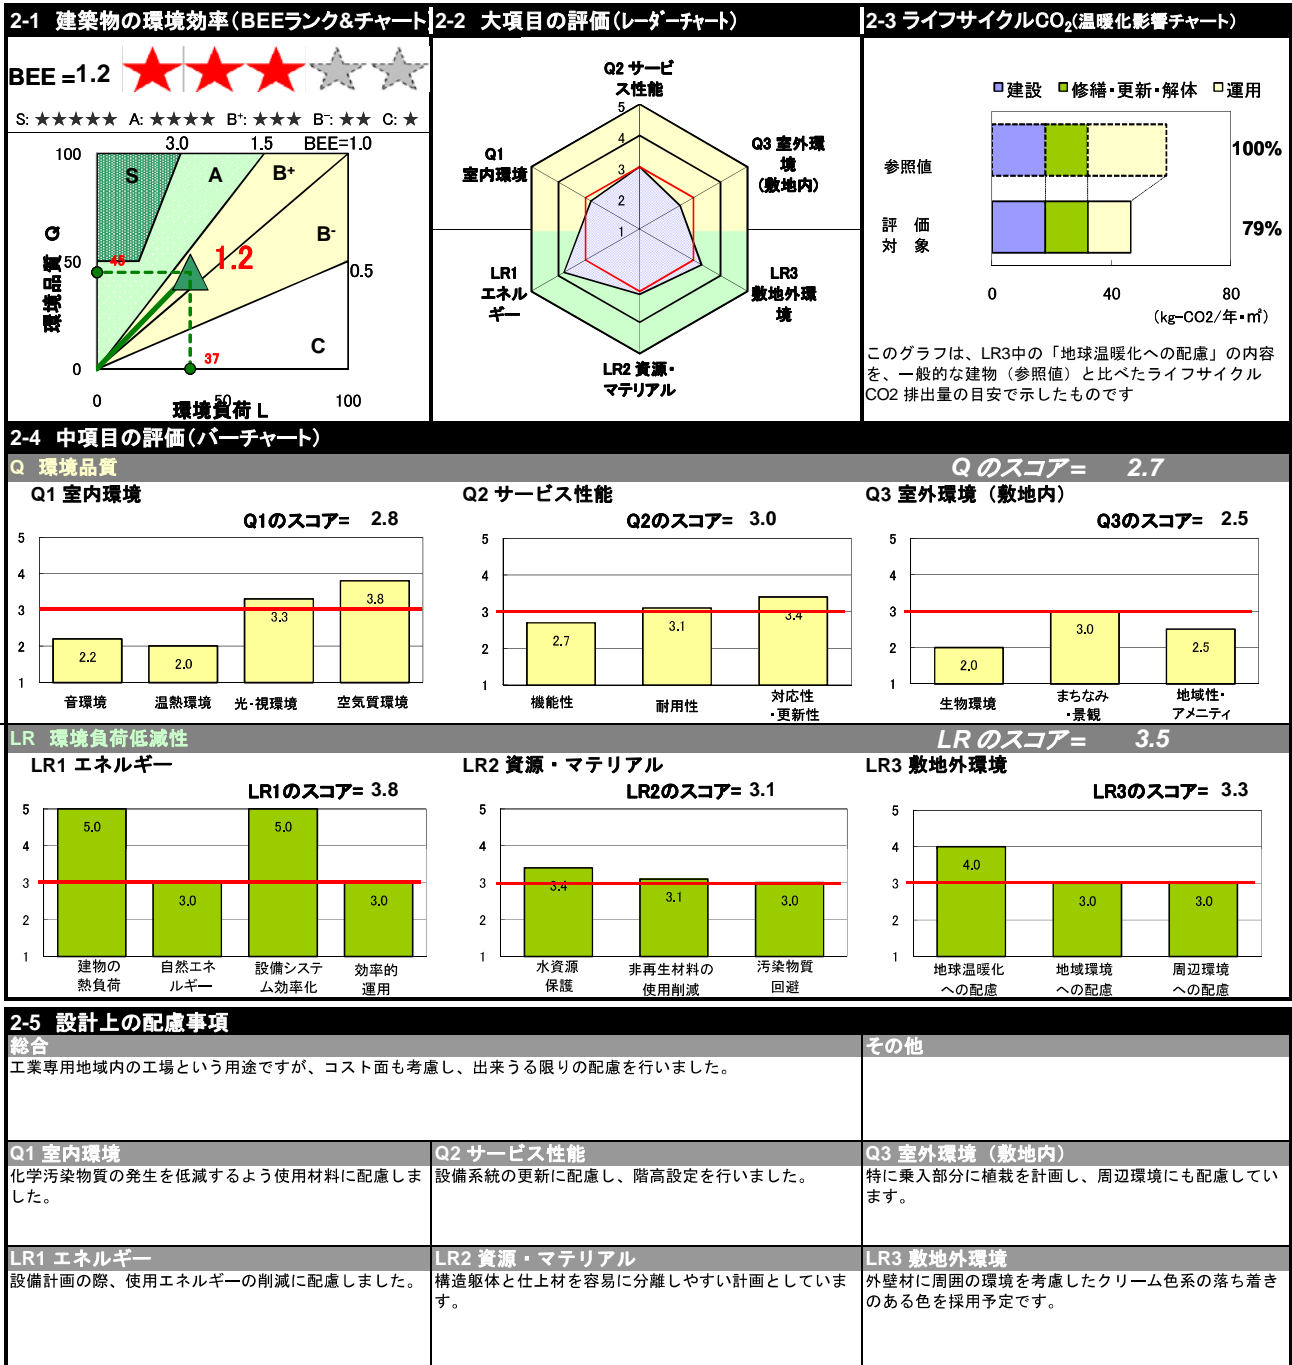 2-1 建築物の環境効率(BEEランク&チャート)
BEE =1.2
S: ★★★★★ A: ★★★★ B⁺: ★★★ B⁻: ★★ C: ★
3.0 1.5 BEE=1.0
100
S A B⁺
B⁻
環境品質 Q
50
46
1.2
0.5
C
37
0
0 50 100
環境負荷 L
2-2 大項目の評価(レーダーチャート)
Q2 サービス性能
5
4
3
2
1
Q1
室内環境
Q3 室外環境
(敷地内)
LR1
エネルギー
LR3
敷地外環境
LR2 資源・
マテリアル
2-3 ライフサイクルCO₂(温暖化影響チャート)
建設 修繕・更新・解体 運用
参照値 100%
評 価
対 象
79%
0 40 80
(kg-CO2/年・㎡)
このグラフは、LR3中の「地球温暖化への配慮」の内容
を、一般的な建物(参照値)と比べたライフサイクル
CO2 排出量の目安で示したものです
2-4 中項目の評価(バーチャート)
Q 環境品質 Q のスコア= 2.7
Q1 室内環境
Q1のスコア= 2.8
5
4
3
2
1
2.2 2.0 3.3 3.8
音環境 温熱環境 光・視環境 空気質環境
Q2 サービス性能
Q2のスコア= 3.0
5
4
3
2
1
2.7 3.1 3.4
機能性 耐用性 対応性
・更新性
Q3 室外環境(敷地内)
Q3のスコア= 2.5
5
4
3
2
1
2.0 3.0 2.5
生物環境 まちなみ
・景観 地域性・
アメニティ
LR 環境負荷低減性 LR のスコア= 3.5
LR1 エネルギー
LR1のスコア= 3.8
5
4
3
2
1
5.0 3.0 5.0 3.0
建物の
熱負荷 自然エネ
ルギー 設備システ
ム効率化 効率的
運用
LR2 資源・マテリアル
LR2のスコア= 3.1
5
4
3
2
1
3.4 3.1 3.0
水資源
保護 非再生材料の
使用削減 汚染物質
回避
LR3 敷地外環境
LR3のスコア= 3.3
5
4
3
2
1
4.0 3.0 3.0
地球温暖化
への配慮 地域環境
への配慮 周辺環境
への配慮
2-5 設計上の配慮事項
総合
工業専用地域内の工場という用途ですが、コスト面も考慮し、出来うる限りの配慮を行いました。
その他
Q1 室内環境
化学汚染物質の発生を低減するよう使用材料に配慮しま
した。
Q2 サービス性能
設備系統の更新に配慮し、階高設定を行いました。
Q3 室外環境(敷地内)
特に乗入部分に植栽を計画し、周辺環境にも配慮してい
ます。
LR1 エネルギー
設備計画の際、使用エネルギーの削減に配慮しました。
LR2 資源・マテリアル
構造躯体と仕上材を容易に分離しやすい計画としていま
す。
LR3 敷地外環境
外壁材に周囲の環境を考慮したクリーム色系の落ち着き
のある色を採用予定です。